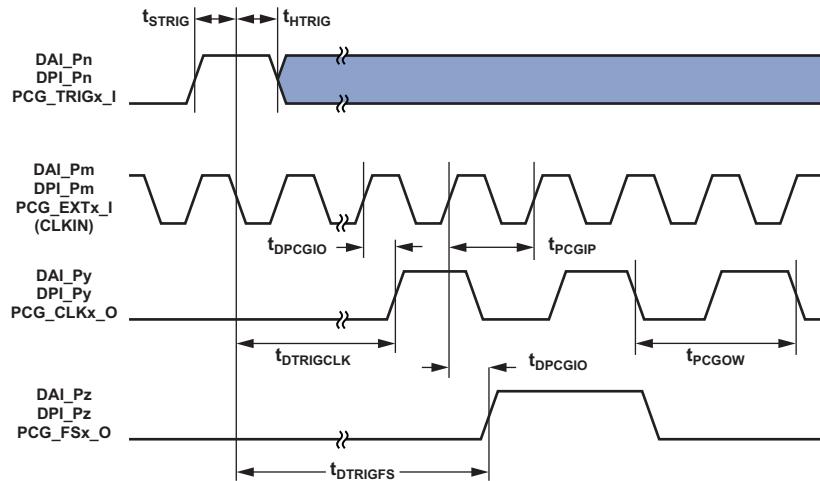 tSTRIG
tHTRIG
DAI_Pn
DPI_Pn
PCG_TRIGx_I
DAI_Pm
DPI_Pm
PCG_EXTx_I
(CLKIN)
tDPCGIO
tPCGIP
DAI_Py
DPI_Py
PCG_CLKx_O
tDTRIGCLK
tDPCGIO
tPCGOW
DAI_Pz
DPI_Pz
PCG_FSx_O
tDTRIGFS